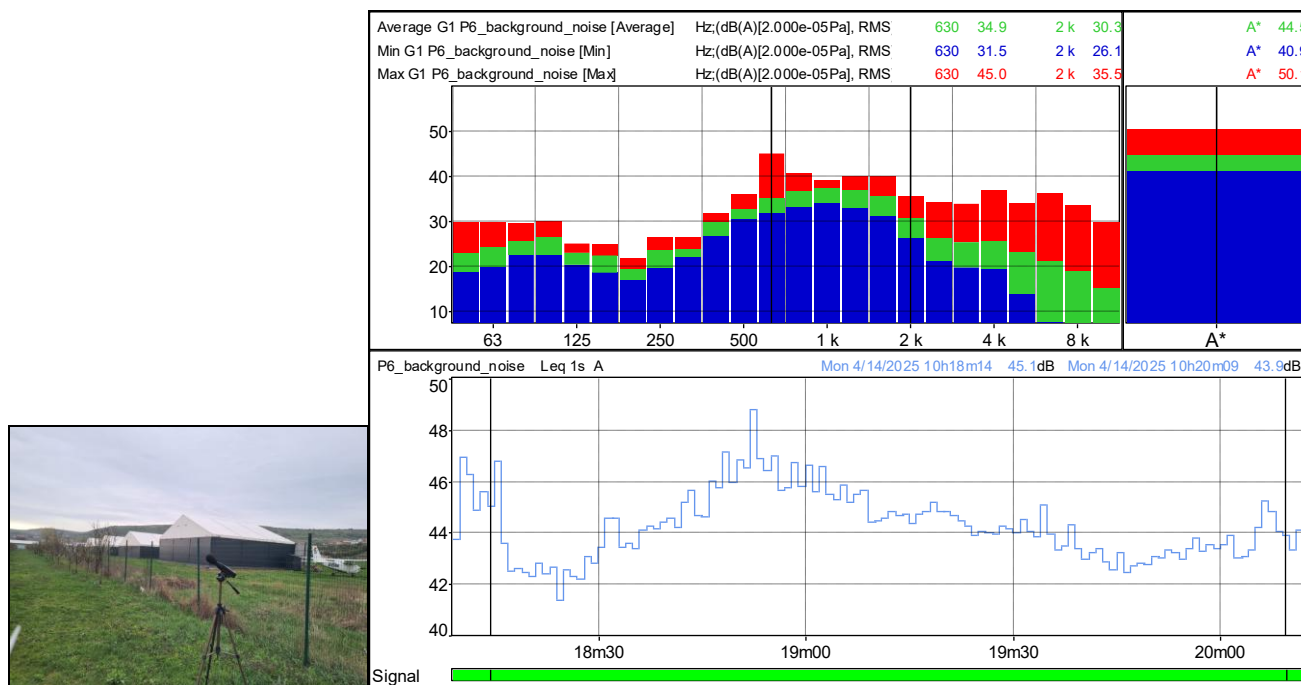 Average G1 P6_background_noise [Average] Hz;(dB(A)[2.000e-05Pa], RMS 630 34.9 2 k 30.3 A* 44.
Min G1 P6_background_noise [Min] Hz;(dB(A)[2.000e-05Pa], RMS 630 31.5 2 k 26.1 A* 40.9
Max G1 P6_background_noise [Max] Hz;(dB(A)[2.000e-05Pa], RMS 630 45.0 2 k 35.5 A* 50.
50
40
30
20
10
63 125 250 500 1 k 2 k 4 k 8 k A*
P6_background_noise Leq 1s A Mon 4/14/2025 10h18m14 45.1dB Mon 4/14/2025 10h20m09 43.9dB
50
48
46
44
42
40
18m30 19m00 19m30 20m00
Signal